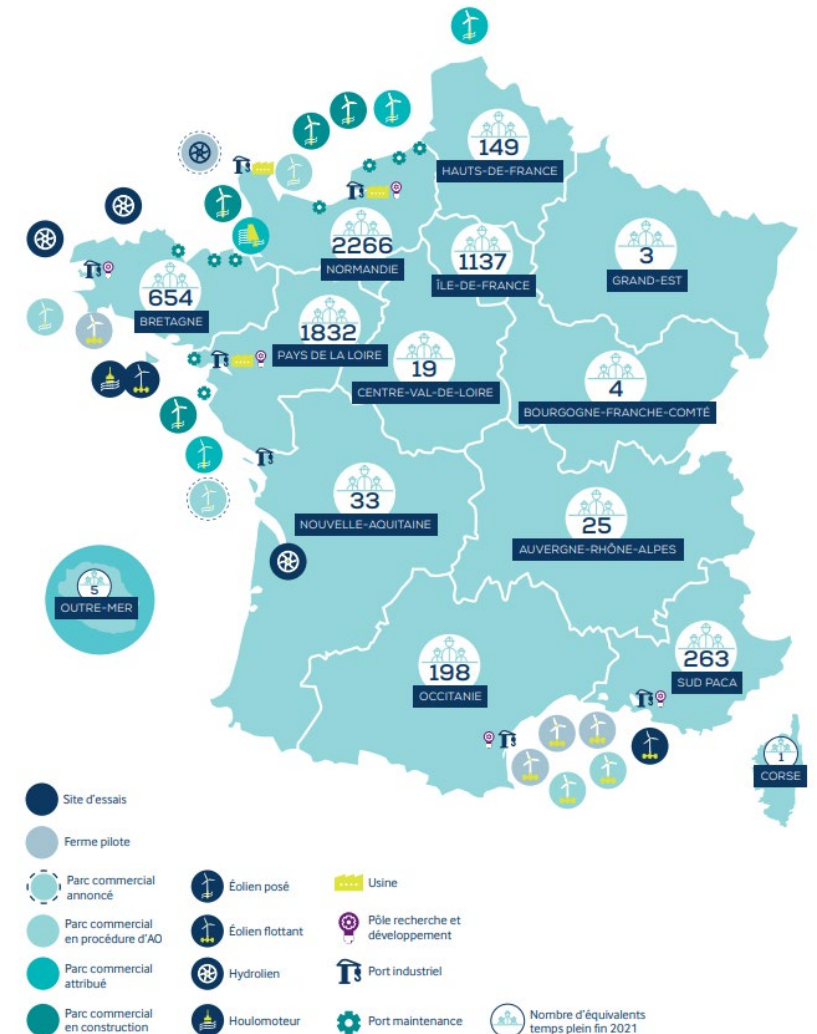 149
HAUTS-DE-FRANCE
2266
NORMANDIE
1137
ÎLE-DE-FRANCE
3
GRAND-EST
654
BRETAGNE
1832
PAYS DE LA LOIRE
19
CENTRE-VAL-DE-LOIRE
4
BOURGOGNE-FRANCHE-COMTÉ
33
NOUVELLE-AQUITAINE
25
AUVERGNE-RHÔNE-ALPES
5
OUTRE-MER
198
OCCITANIE
263
SUD PACA
1
CORSE
Site d'essais
Ferme pilote
Parc commercial
annoncé
Parc commercial
en procédure d'AO
Parc commercial
attribué
Parc commercial
en construction
Éolien posé
Éolien flottant
Hydrolien
Houlomoteur
Usine
Pôle recherche et
développement
Port industriel
Port maintenance
Nombre d'équivalents
temps plein fin 2021